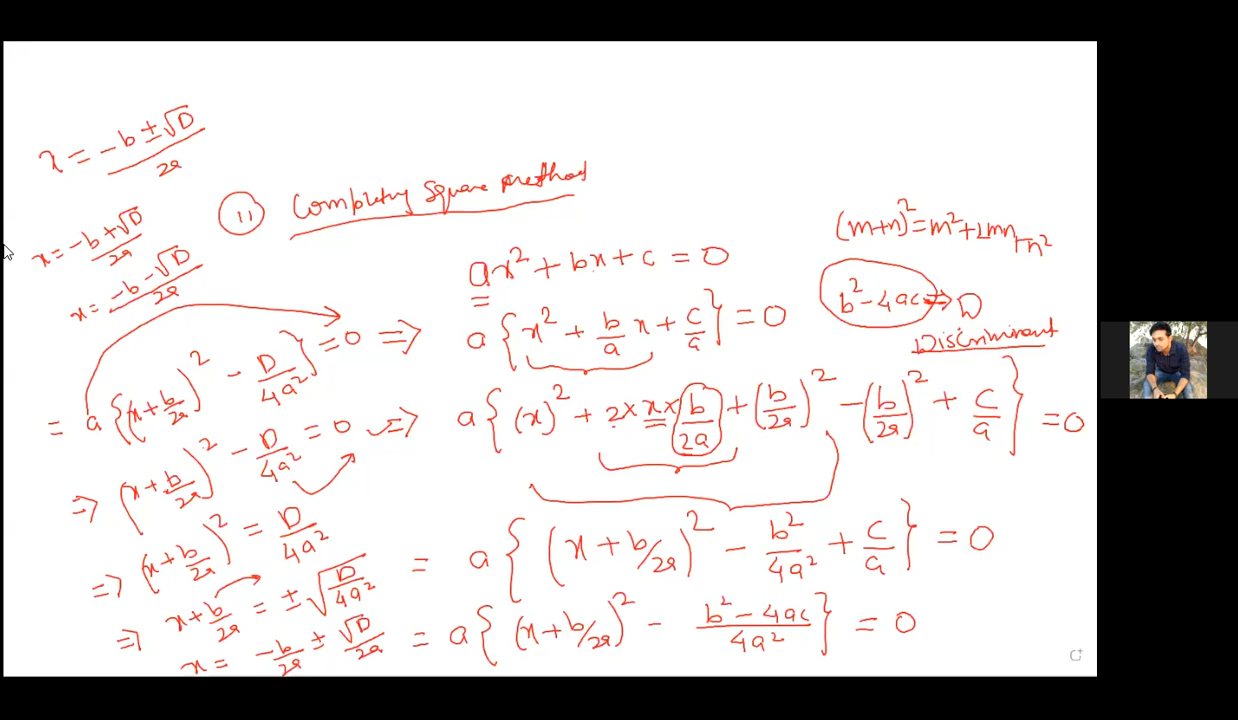 x = -b ± √D / 2a
x = -b + √D / 2a
x = -b - √D / 2a
(11) Completing Square method
ax² + bx + c = 0
(m+n)² = m² + 2mn + n²
b² - 4ac ⇒ D
Discriminant
⇒ a{x² + b/a x + c/a} = 0
⇒ a{(x)² + 2 × x × b/2a + (b/2a)² - (b/2a)² + c/a} = 0
= a{(x + b/2a)² - b²/4a² + c/a} = 0
= a{(x + b/2a)² - b² - 4ac / 4a²} = 0
= a{(x + b/2a)² - D/4a²} = 0
⇒ (x + b/2a)² - D/4a² = 0
⇒ (x + b/2a)² = D/4a²
⇒ x + b/2a = ± √(D/4a²)
x = -b/2a ± √D/2a